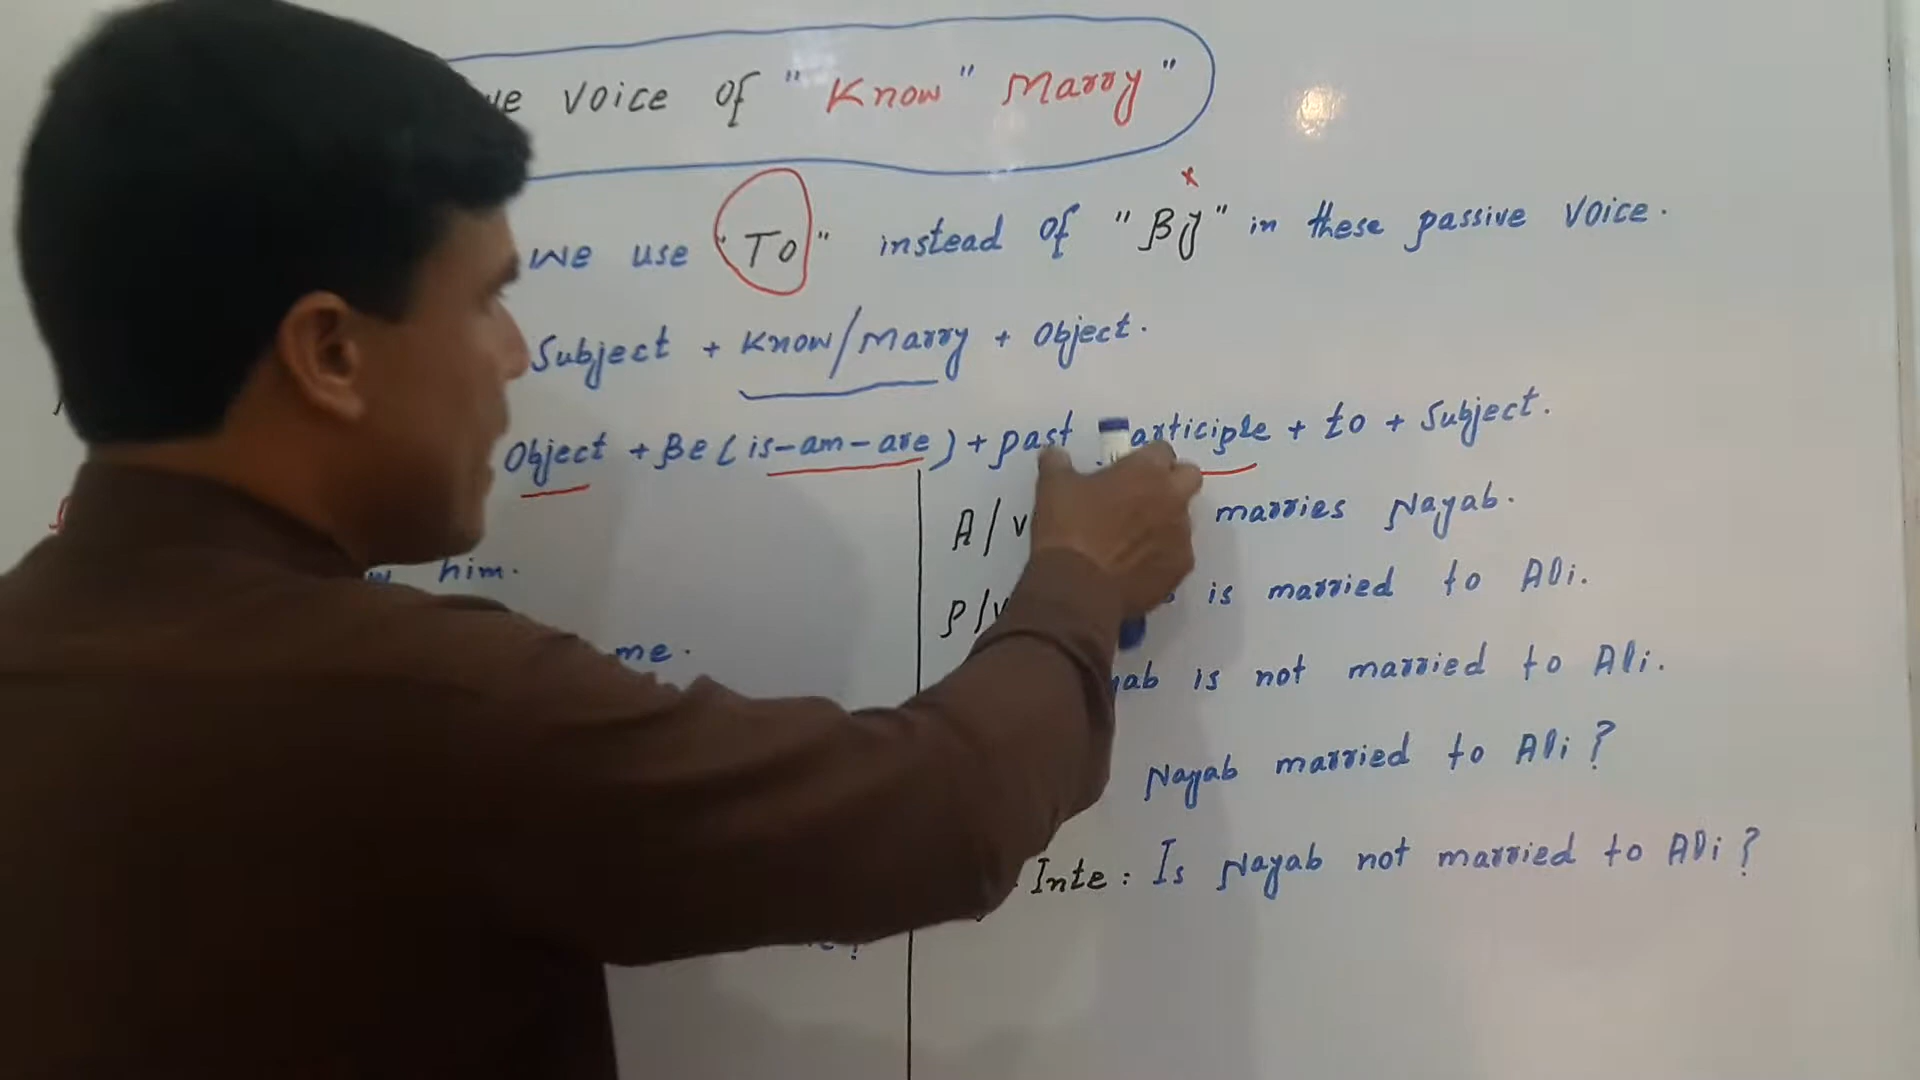 voice of "Know" Marry"
We use "To" instead of "By" in these passive voice.
Subject + Know/Marry + Object.
Object + Be (is-am-are) + past participle + to + Subject.
him.
me.
A/V marries Nayab.
P/V is married to Ali.
is not married to Ali.
Nayab married to Ali?
Inte: Is Nayab not married to Ali?